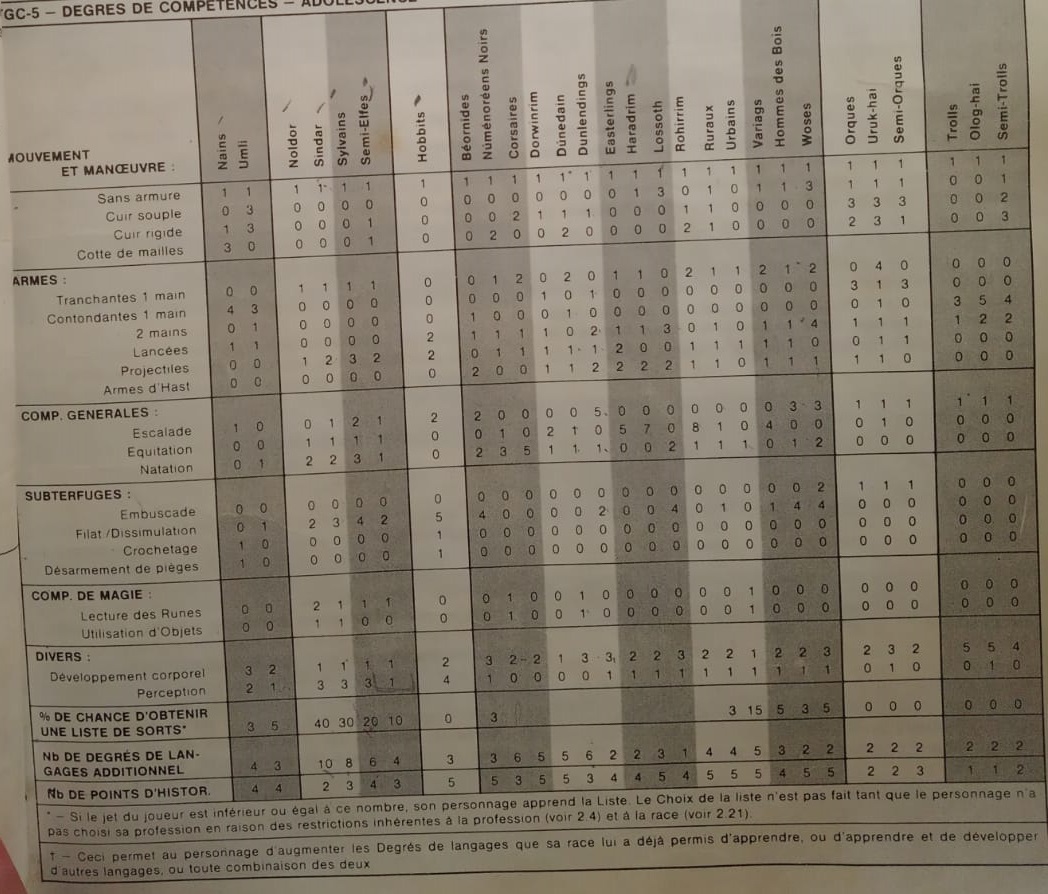 TGC-5 – DEGRES DE COMPETENCES – ADOLESCENCE
Nains Umli Noldor Sindar Sylvains Semi-Elfes Hobbits Béornides Númenoréens Noirs Corsaires Dorwinrim Dúnedain Dunlendings Easterlings Haradrim Lossoth Rohirriim Ruraux Urbains Variags Hommes des Bois Woses Orques Uruk-hai Semi-Orques Trolls Olog-hai Semi-Trolls
MOUVEMENT
ET MANŒUVRE :
Sans armure 1 1 1 1 1 1 1 1 1 1 1 1 1 1 1 1 1 1 1 1 1 1 1 1 1 1 1 1
Cuir souple 0 3 0 0 0 0 0 0 0 0 0 0 0 0 1 3 0 1 0 1 1 3 1 1 1 0 0 1
Cuir rigide 1 3 0 0 0 1 0 0 0 2 1 1 1 0 0 0 1 1 0 0 0 0 3 3 3 0 0 2
Cotte de mailles 3 0 0 0 0 1 0 0 2 0 0 2 0 0 0 0 2 1 0 0 0 0 2 3 1 0 0 3
ARMES :
Tranchantes 1 main 0 0 1 1 1 1 0 0 1 2 0 2 0 1 1 0 2 1 1 2 1 2 0 4 0 0 0 0
Contondantes 1 main 4 3 0 0 0 0 0 0 0 0 1 0 1 0 0 0 0 0 0 0 0 0 3 1 3 0 0 0
2 mains 0 1 0 0 0 0 0 1 0 0 0 1 0 0 0 0 0 0 0 0 0 0 0 1 0 3 5 4
Lancées 1 1 0 0 0 0 2 1 1 1 1 0 2 1 1 3 0 1 0 1 1 4 1 1 1 1 2 2
Projectiles 0 0 1 2 3 2 2 0 1 1 1 1 1 2 0 0 1 1 1 1 1 0 0 1 1 0 0 0
Armes d'Hast 0 0 0 0 0 0 0 2 0 0 1 1 2 2 2 2 1 1 0 1 1 1 1 1 0 0 0 0
COMP. GENERALES :
Escalade 1 0 0 1 2 1 2 2 0 0 0 0 5 0 0 0 0 0 0 0 3 3 1 1 1 1 1 1
Equitation 0 0 1 1 1 1 0 0 1 0 2 1 0 5 7 0 8 1 0 4 0 0 0 1 0 0 0 0
Natation 0 1 2 2 3 1 0 2 3 5 1 1 1 0 0 2 1 1 1 0 1 2 0 0 0 0 0 0
SUBTERFUGES :
Embuscade 0 0 0 0 0 0 0 0 0 0 0 0 0 0 0 0 0 0 0 0 0 2 1 1 1 0 0 0
Filat /Dissimulation 0 1 2 3 4 2 5 4 0 0 0 0 2 0 0 4 0 1 0 1 4 4 0 0 0 0 0 0
Crochetage 1 0 0 0 0 0 1 0 0 0 0 0 0 0 0 0 0 0 0 0 0 0 0 0 0 0 0 0
Désarmement de pièges 1 0 0 0 0 0 1 0 0 0 0 0 0 0 0 0 0 0 0 0 0 0 0 0 0 0 0 0
COMP. DE MAGIE :
Lecture des Runes 0 0 2 1 1 1 0 0 1 0 0 1 0 0 0 0 0 0 1 0 0 0 0 0 0 0 0 0
Utilisation d'Objets 0 0 1 1 0 0 0 0 1 0 0 1 0 0 0 0 0 0 1 0 0 0 0 0 0 0 0 0
DIVERS :
Développement corporel 3 2 1 1 1 1 2 3 2 2 1 3 3 2 2 3 2 2 1 2 2 3 2 3 2 5 5 4
Perception 2 1 3 3 3 1 4 1 0 0 0 0 1 1 1 1 1 1 1 1 1 1 0 1 0 0 1 0
% DE CHANCE D'OBTENIR
UNE LISTE DE SORTS* 3 5 40 30 20 10 0 3 3 15 5 3 5 0 0 0 0 0 0
Nb DE DEGRÉS DE LAN-
GAGES ADDITIONNEL 4 3 10 8 6 4 3 3 6 5 5 6 2 2 3 1 4 4 5 3 2 2 2 2 2 2 2 2
Nb DE POINTS D'HISTOR. 4 4 2 3 4 3 5 5 3 5 5 3 4 4 5 4 5 5 5 4 5 5 2 2 3 1 1 2
* – Si le jet du joueur est inférieur ou égal à ce nombre, son personnage apprend la Liste. Le Choix de la liste n'est pas fait tant que le personnage n'a
pas choisi sa profession en raison des restrictions inhérentes à la profession (voir 2.4) et à la race (voir 2.21).
† – Ceci permet au personnage d'augmenter les Degrés de langages que sa race lui a déjà permis d'apprendre, ou d'apprendre et de développer
d'autres langages, ou toute combinaison des deux